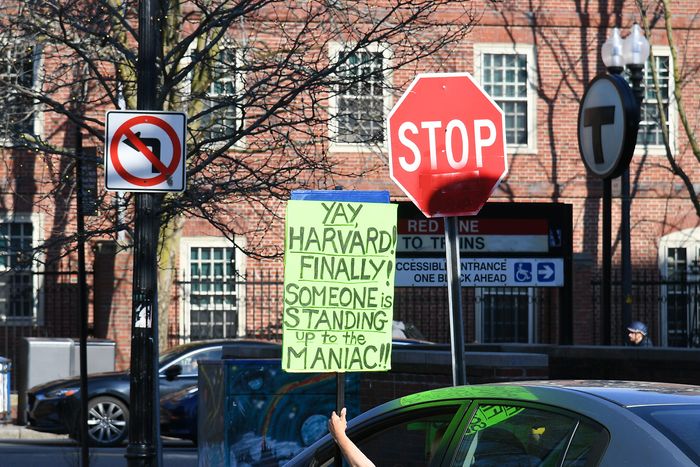 STOP
T
YAY,
HARVARD!
FINALLY!
SOMEONE is
STANDING
up to the
MANIAC!!
RED LINE
TO TRAINS
ACCESSIBLE ENTRANCE
ONE BLOCK AHEAD